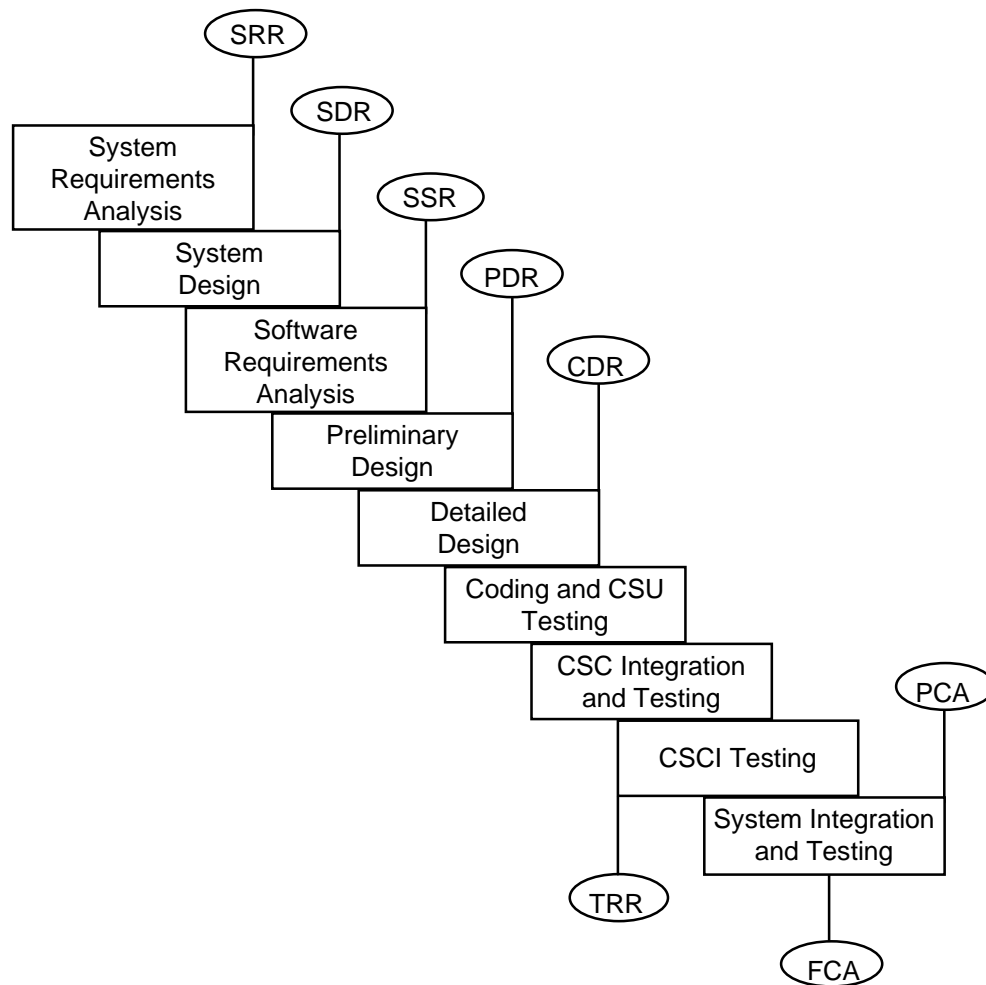 SRR
SDR
System
Requirements
Analysis
SSR
System
Design
PDR
Software
Requirements
Analysis
CDR
Preliminary
Design
Detailed
Design
Coding and CSU
Testing
CSC Integration
and Testing
PCA
CSCI Testing
System Integration
and Testing
TRR
FCA